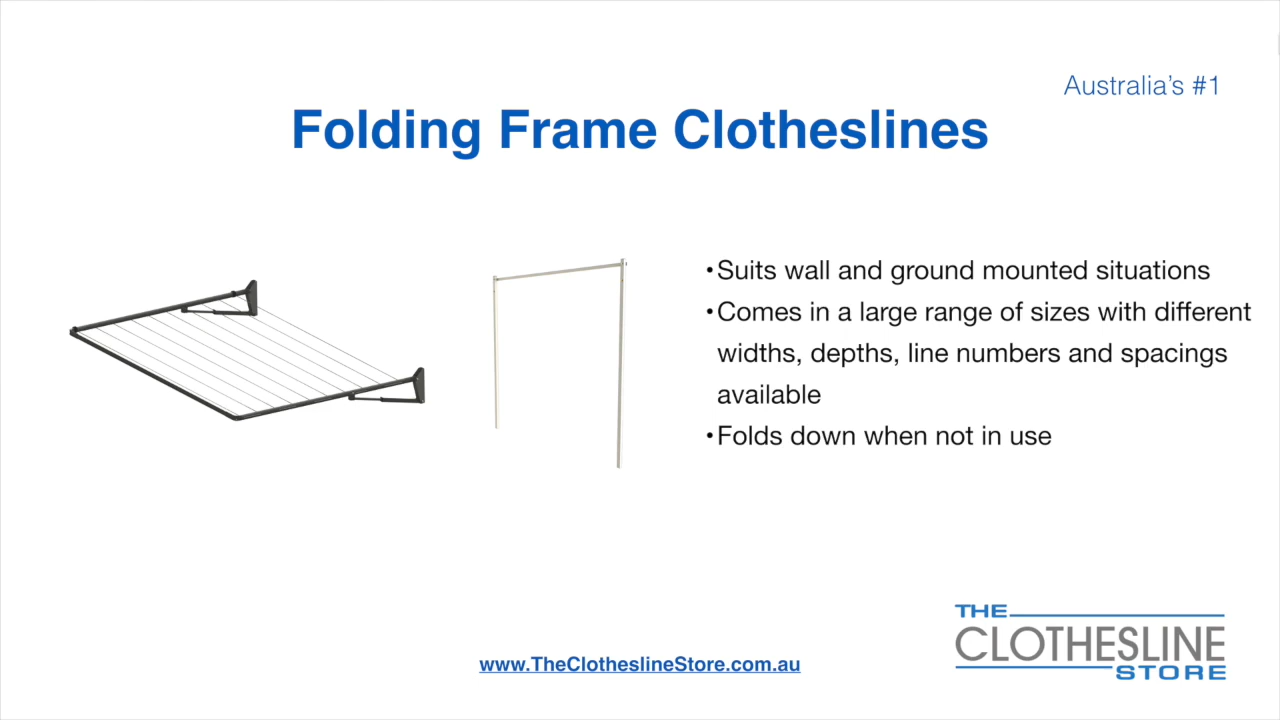 Australia's #1
Folding Frame Clotheslines
•Suits wall and ground mounted situations
•Comes in a large range of sizes with different
widths, depths, line numbers and spacings
available
•Folds down when not in use
THE
CLOTHESLINE
STORE
www.TheClotheslineStore.com.au